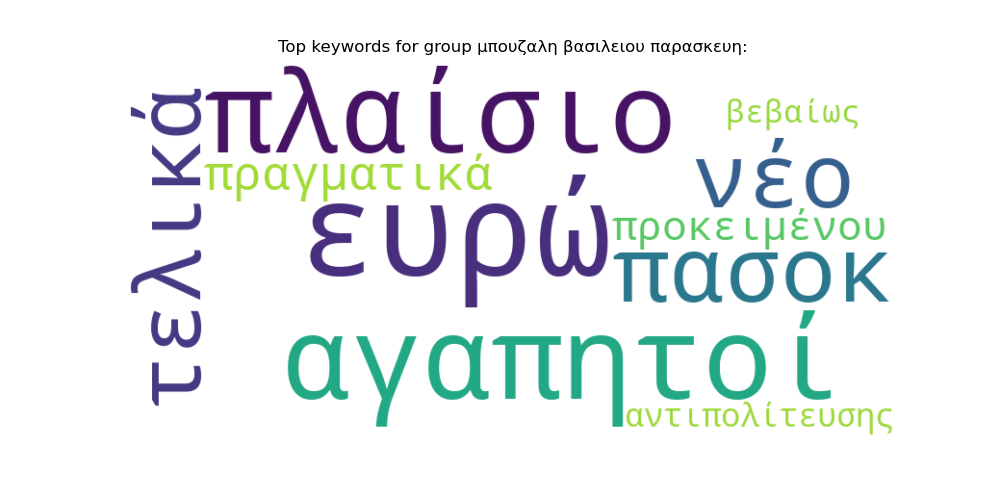 Top keywords for group μπουζαλη βασιλειου παρασκευη:
πλαίσιο
βεβαίως
τελικά
πραγματικά
νέο
ευρώ
προκειμένου
πασοκ
αγαπητοί
αντιπολίτευσης